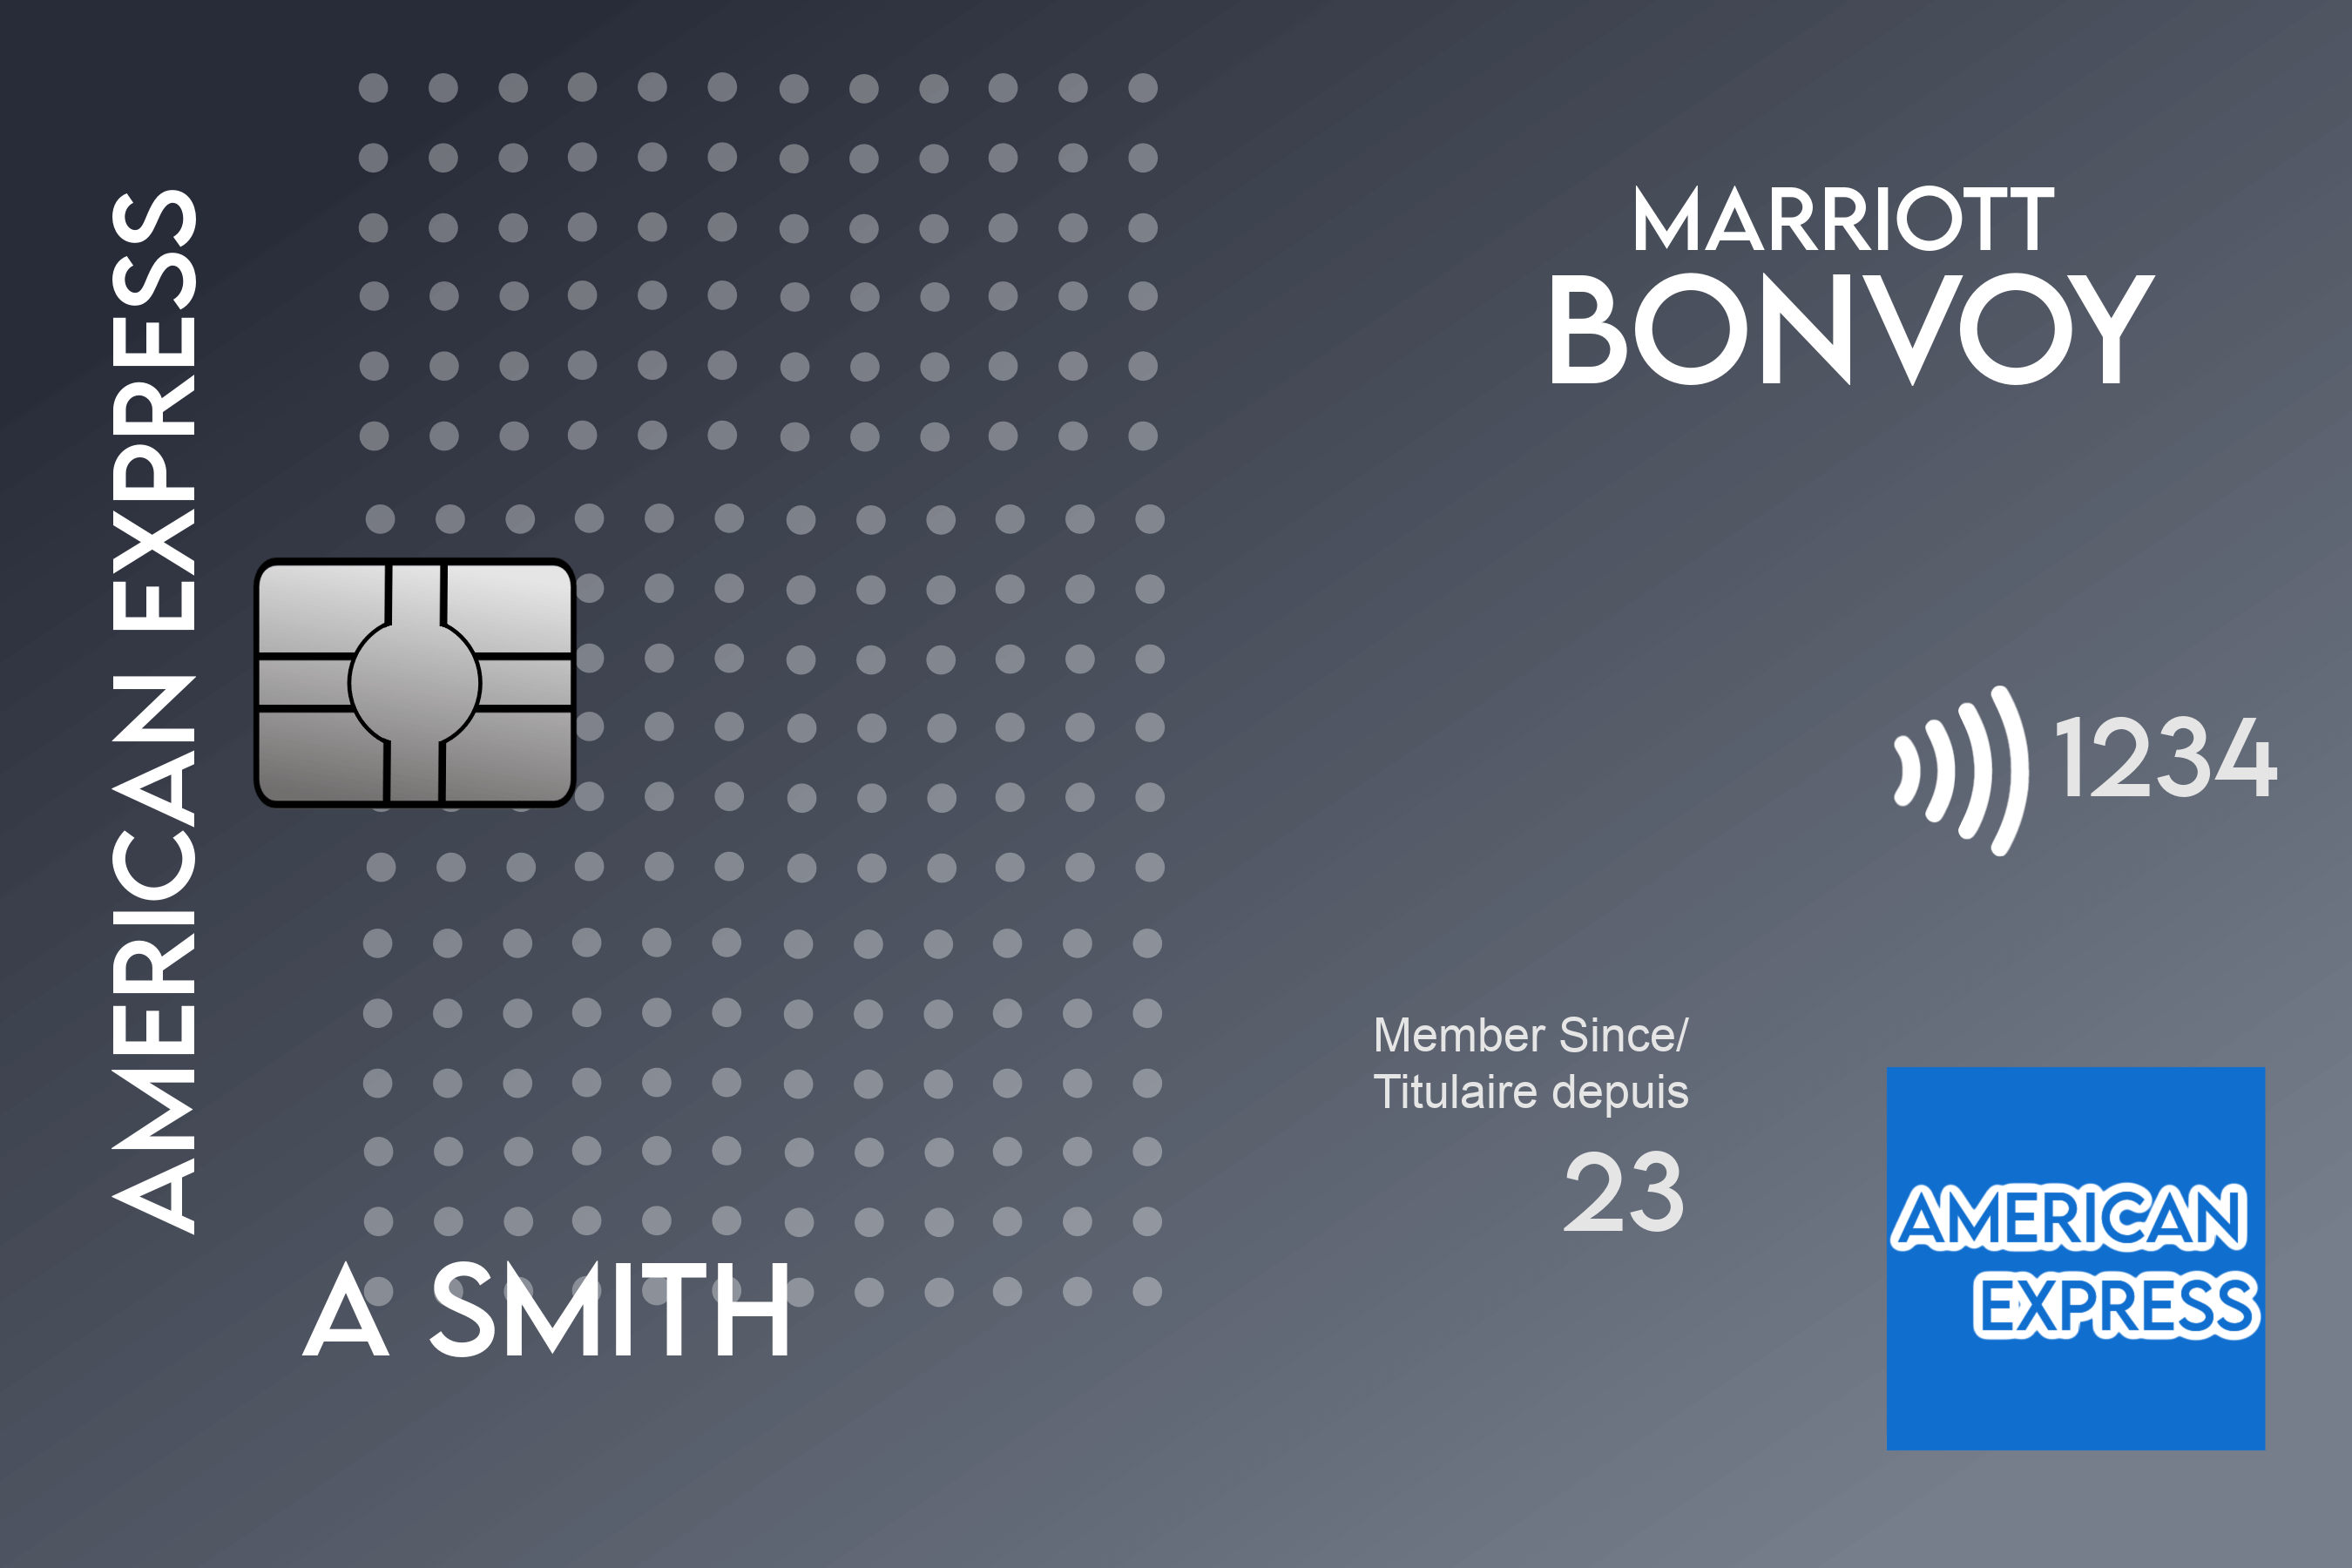 AMERICAN EXPRESS
MARRIOTT
BONVOY
1234
Member Since/
Titulaire depuis
23
A SMITH
AMERICAN
EXPRESS